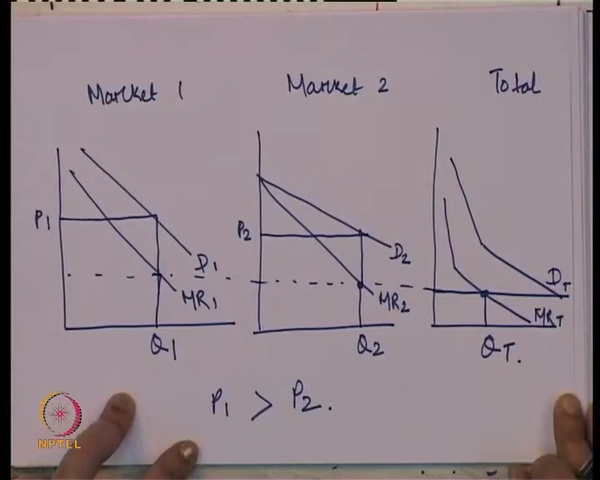 Market 1 Market 2 Total
P1 D1 MR1 Q1
P2 D2 MR2 Q2
DT MRT QT.
P1 > P2.
NPTEL